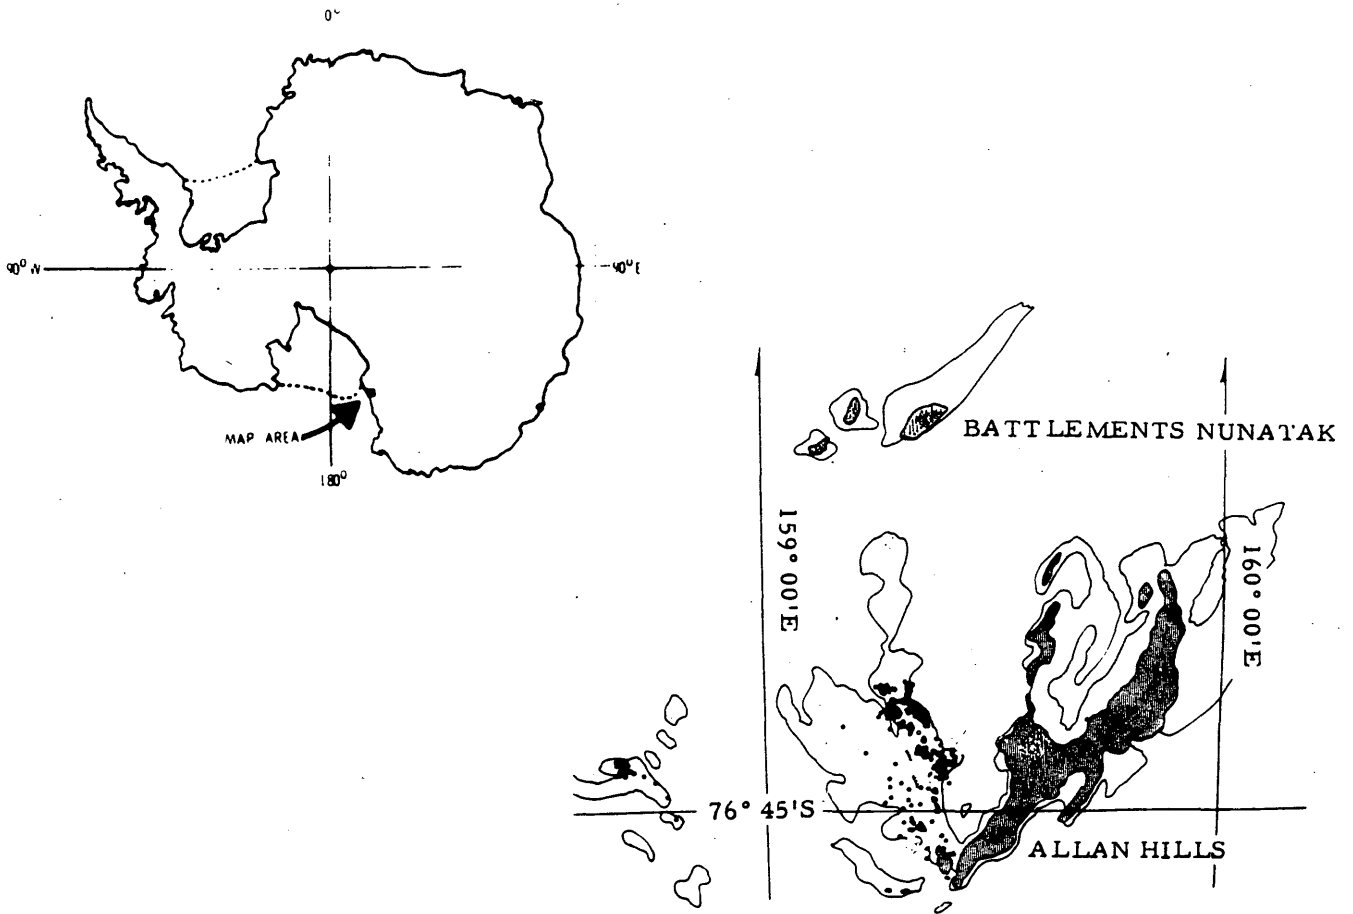 0°
90° W
90° E
MAP AREA
180°
BATTLEMENTS NUNATAK
159° 00'E
160° 00'E
76° 45'S
ALLAN HILLS